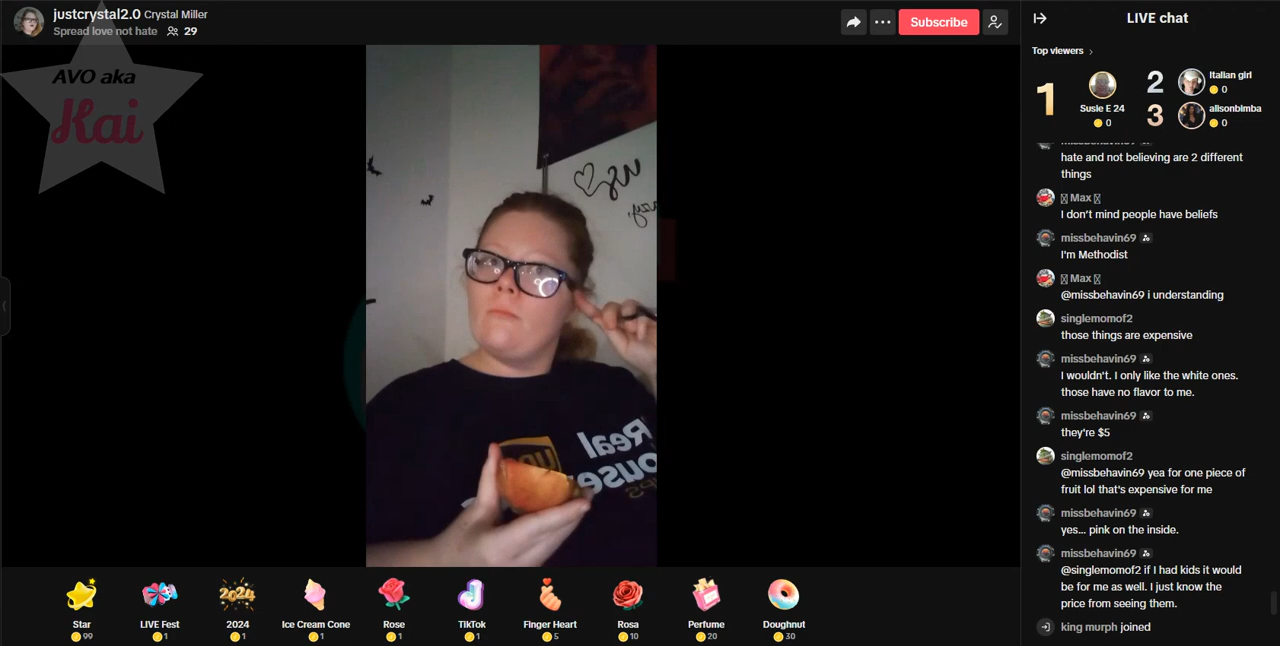 justcrystal2.0 Crystal Miller
Spread love not hate 29
Subscribe
LIVE chat
AVO aka
Kai
Top viewers
1
Susie E 24
0
2
Italian girl
0
3
alisonbimba
0
us
Real
missbehavin69
hate and not believing are 2 different
things
Max
I don't mind people have beliefs
missbehavin69
I'm Methodist
Max
@missbehavin69 i understanding
singlemomof2
those things are expensive
missbehavin69
I wouldn't. I only like the white ones.
those have no flavor to me.
missbehavin69
they're $5
singlemomof2
@missbehavin69 yea for one piece of
fruit lol that's expensive for me
missbehavin69
yes... pink on the inside.
missbehavin69
@singlemomof2 if I had kids it would
be for me as well. I just know the
price from seeing them.
king murph joined
2024
Star
99
LIVE Fest
1
2024
1
Ice Cream Cone
1
Rose
1
TikTok
1
Finger Heart
5
Rosa
10
Perfume
20
Doughnut
30